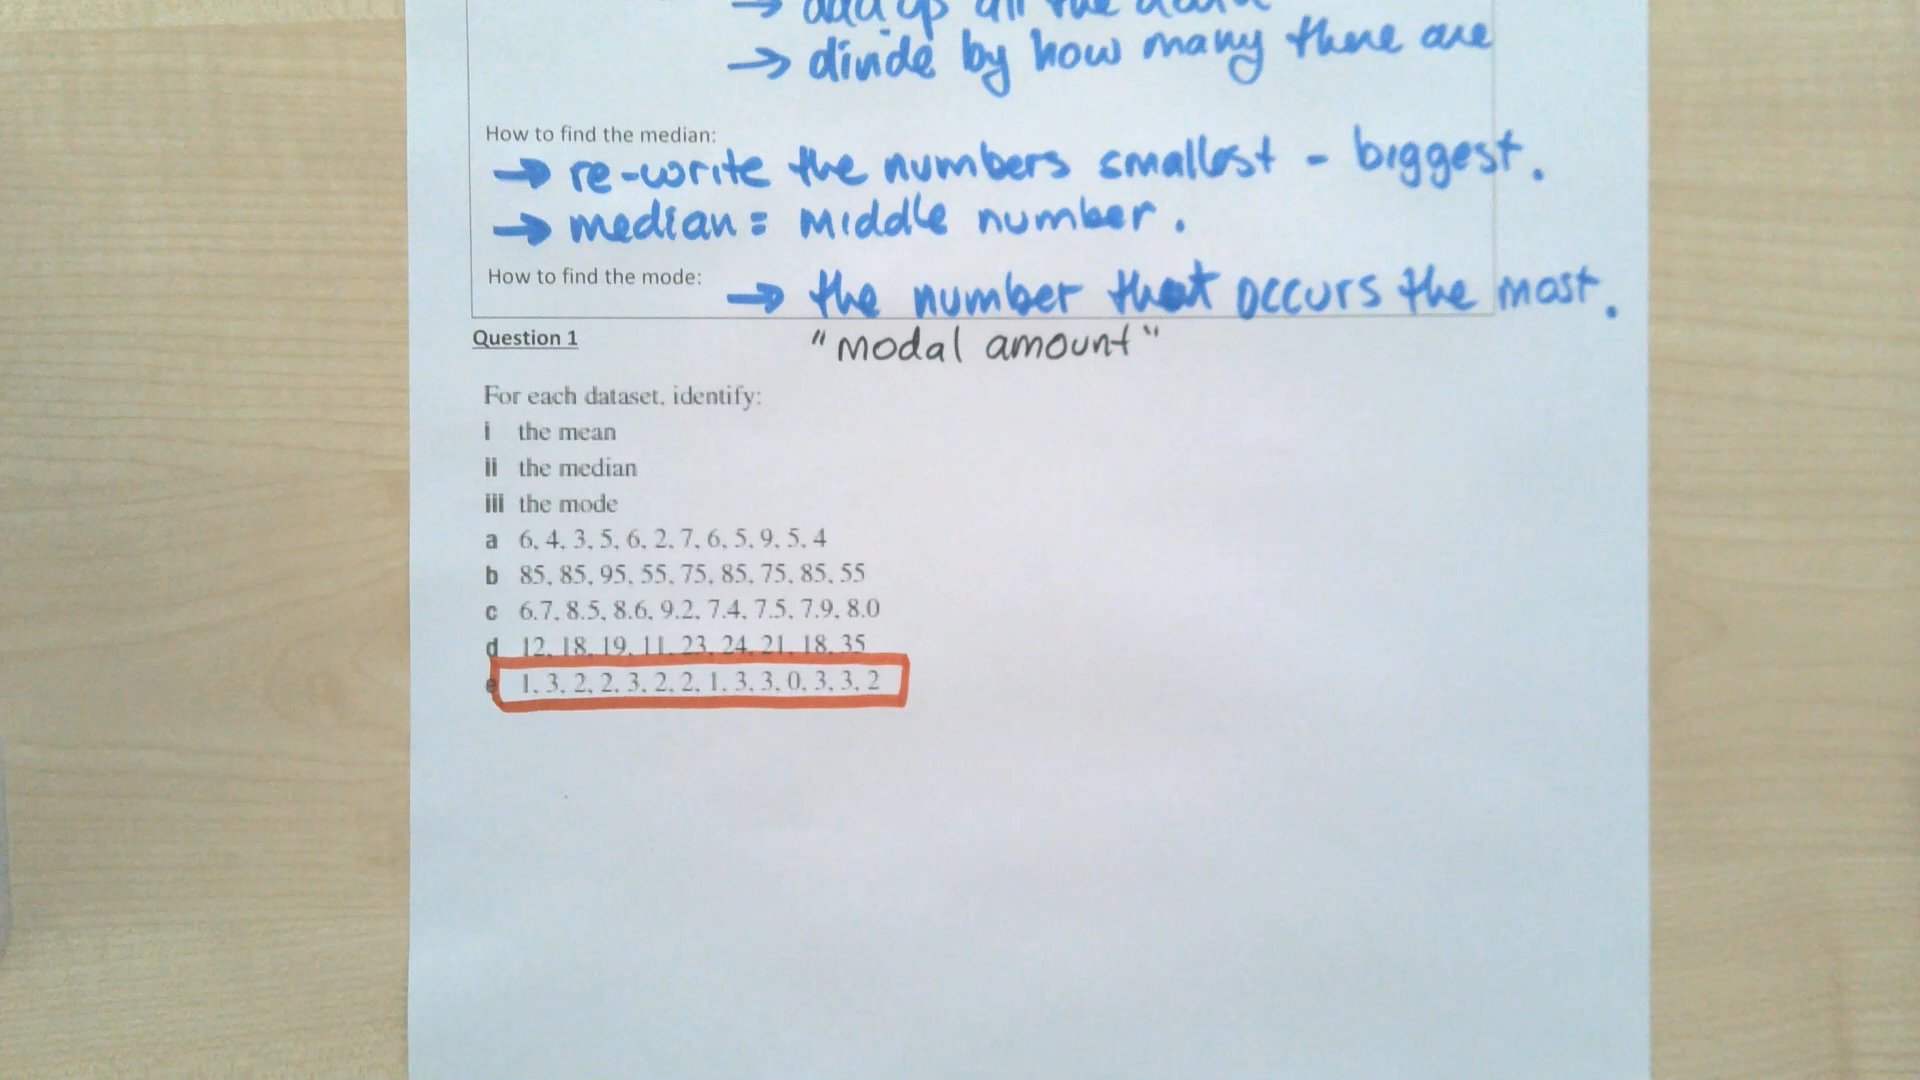 → add up all the data
→ divide by how many there are
How to find the median:
→ re-write the numbers smallest - biggest.
→ median = middle number.
How to find the mode: → the number that occurs the most.
Question 1 "modal amount"
For each dataset, identify:
i the mean
ii the median
iii the mode
a 6, 4, 3, 5, 6, 2, 7, 6, 5, 9, 5, 4
b 85, 85, 95, 55, 75, 85, 75, 85, 55
c 6.7, 8.5, 8.6, 9.2, 7.4, 7.5, 7.9, 8.0
d 12, 18, 19, 11, 23, 24, 21, 18, 35
e 1, 3, 2, 2, 3, 2, 2, 1, 3, 3, 0, 3, 3, 2